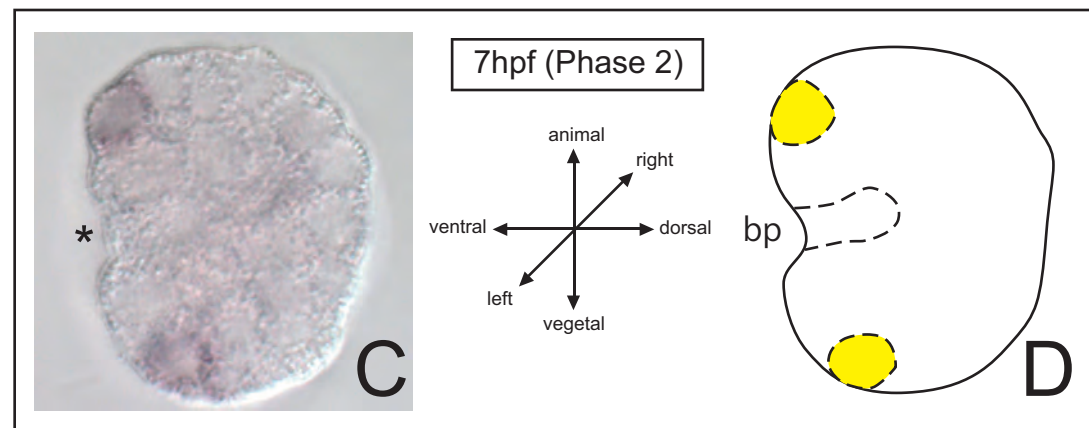 7hpf (Phase 2)
animal
right
ventral
dorsal
left
vegetal
*
C
bp
D